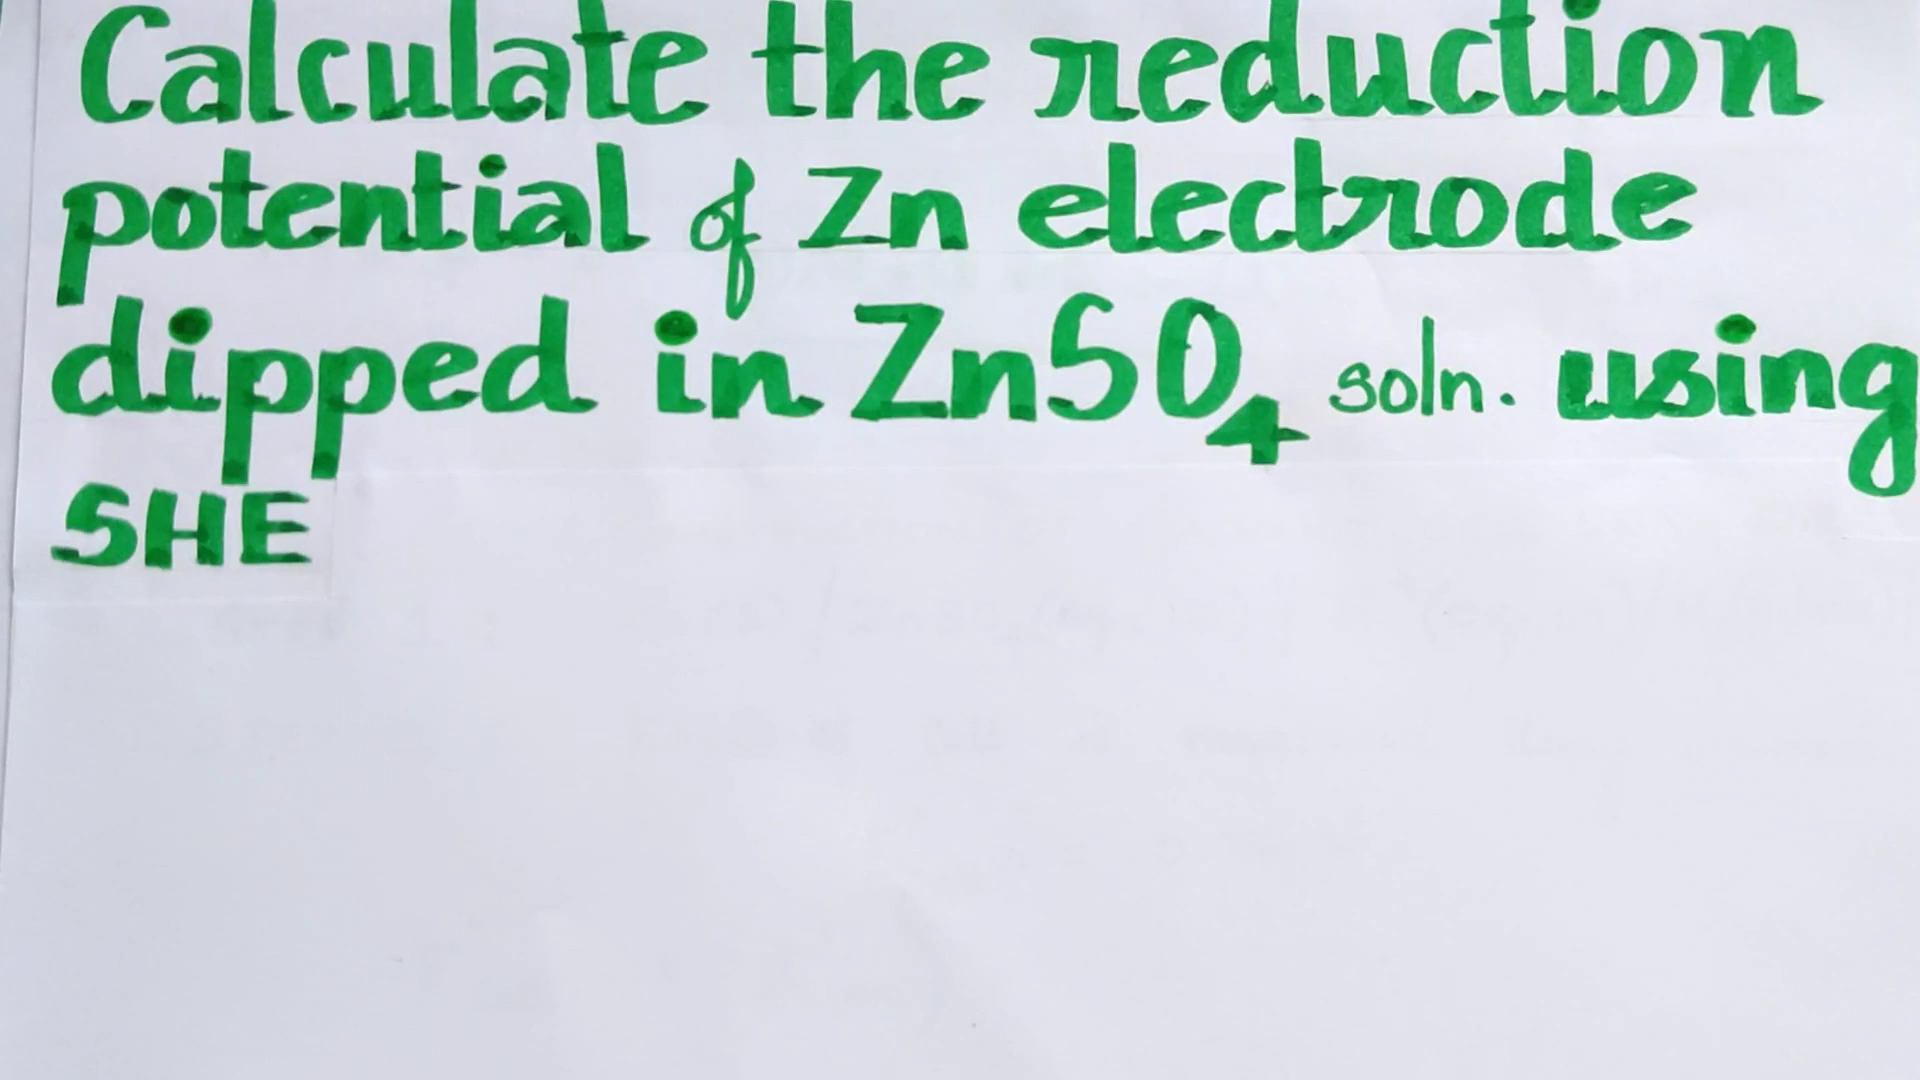 Calculate the reduction
potential of Zn electrode
dipped in ZnSO₄ soln. using
SHE